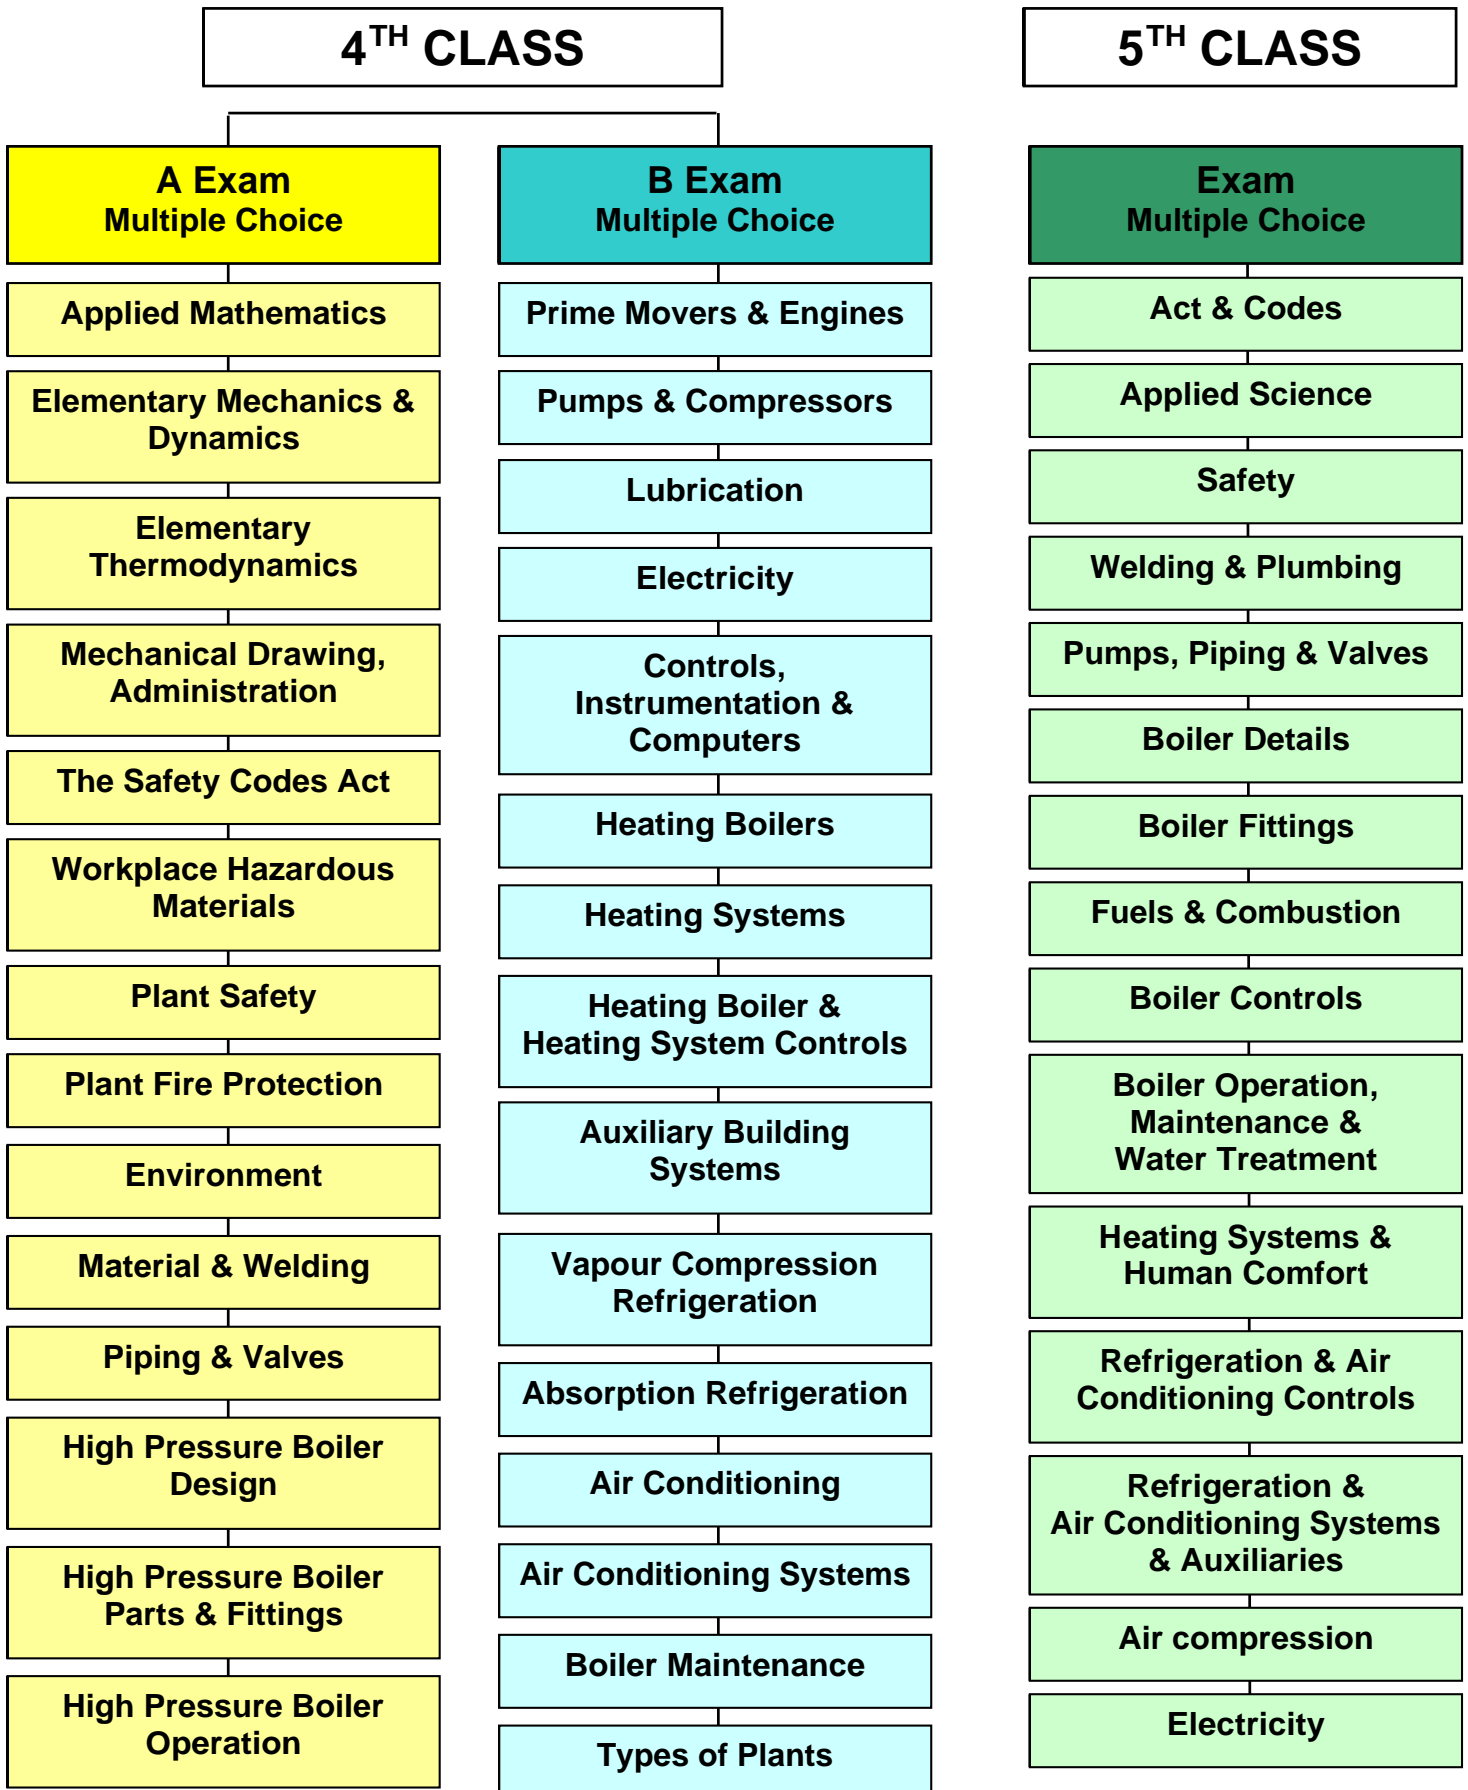 4TH CLASS
A Exam
Multiple Choice
Applied Mathematics
Elementary Mechanics &
Dynamics
Elementary
Thermodynamics
Mechanical Drawing,
Administration
The Safety Codes Act
Workplace Hazardous
Materials
Plant Safety
Plant Fire Protection
Environment
Material & Welding
Piping & Valves
High Pressure Boiler
Design
High Pressure Boiler
Parts & Fittings
High Pressure Boiler
Operation
B Exam
Multiple Choice
Prime Movers & Engines
Pumps & Compressors
Lubrication
Electricity
Controls,
Instrumentation &
Computers
Heating Boilers
Heating Systems
Heating Boiler &
Heating System Controls
Auxiliary Building
Systems
Vapour Compression
Refrigeration
Absorption Refrigeration
Air Conditioning
Air Conditioning Systems
Boiler Maintenance
Types of Plants
5TH CLASS
Exam
Multiple Choice
Act & Codes
Applied Science
Safety
Welding & Plumbing
Pumps, Piping & Valves
Boiler Details
Boiler Fittings
Fuels & Combustion
Boiler Controls
Boiler Operation,
Maintenance &
Water Treatment
Heating Systems &
Human Comfort
Refrigeration & Air
Conditioning Controls
Refrigeration &
Air Conditioning Systems
& Auxiliaries
Air compression
Electricity